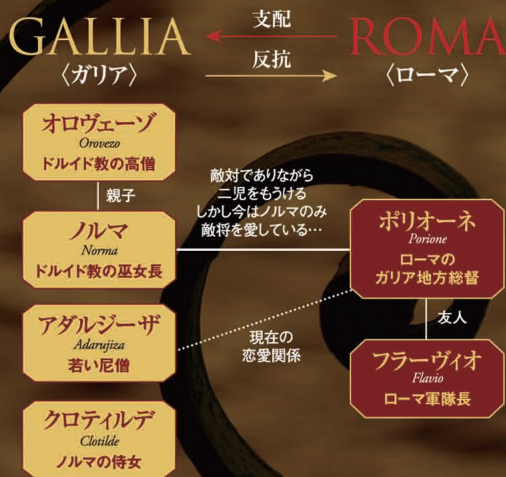 GALLIA
〈ガリア〉
支配
反抗
ROMA
〈ローマ〉
オロヴェーゾ
Orovezo
ドルイド教の高僧
親子
ノルマ
Norma
ドルイド教の巫女長
敵対でありながら
二児をもうける
しかし今はノルマのみ
敵将を愛している…
ポリオーネ
Porione
ローマの
ガリア地方総督
アダルジーザ
Adarujiza
若い尼僧
現在の
恋愛関係
友人
フラーヴィオ
Flavio
ローマ軍隊長
クロティルデ
Clotilde
ノルマの侍女